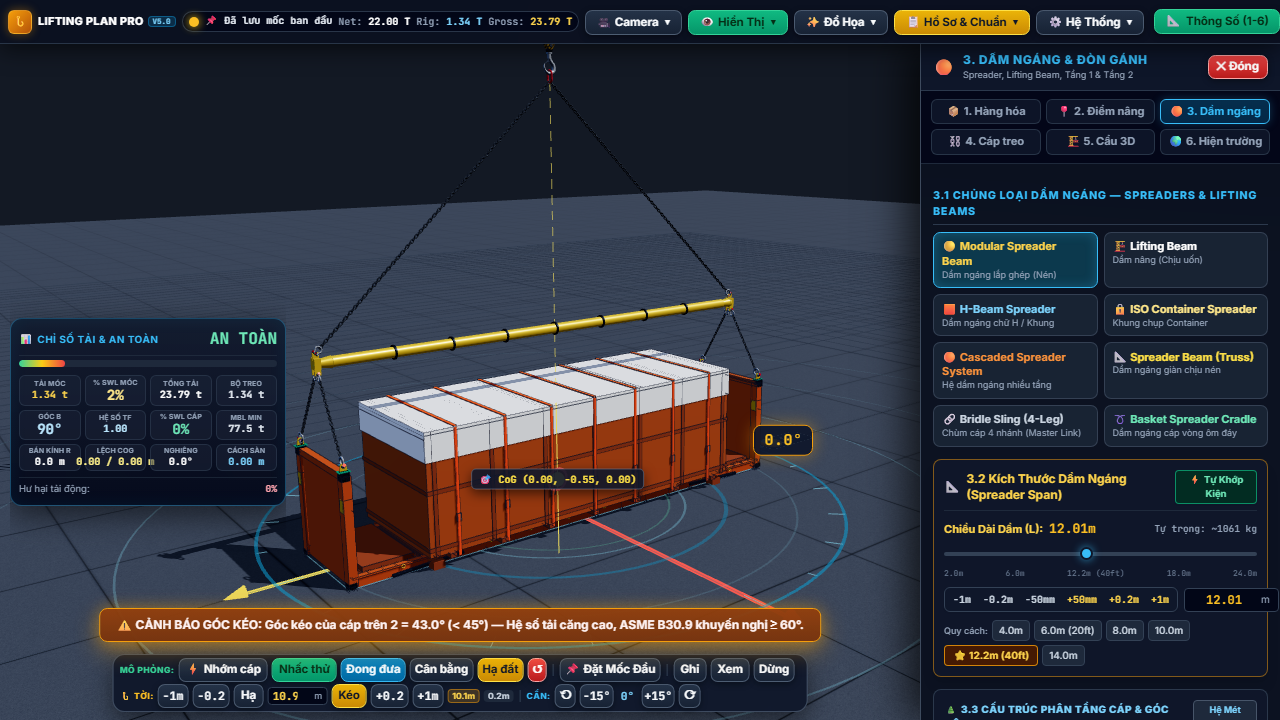 LIFTING PLAN PRO V5.0 Đã lưu mốc ban đầu Net: 22.00 T Rig: 1.34 T Gross: 23.79 T Camera ▾ Hiển Thị ▾ Đồ Họa ▾ Hồ Sơ & Chuẩn ▾ Hệ Thống ▾ Thông Số (1-6)
3. DẦM NGÁNG & ĐÒN GÁNH
Spreader, Lifting Beam, Tầng 1 & Tầng 2
Đóng
1. Hàng hóa 2. Điểm nâng 3. Dầm ngáng
4. Cáp treo 5. Cẩu 3D 6. Hiện trường
3.1 CHỦNG LOẠI DẦM NGÁNG — SPREADERS & LIFTING
BEAMS
Modular Spreader
Beam
Dầm ngáng lắp ghép (Nén)
Lifting Beam
Dầm nâng (Chịu uốn)
H-Beam Spreader
Dầm ngáng chữ H / Khung
ISO Container Spreader
Khung chụp Container
Cascaded Spreader
System
Hệ dầm ngáng nhiều tầng
Spreader Beam (Truss)
Dầm ngáng giàn chịu nén
Bridle Sling (4-Leg)
Chùm cáp 4 nhánh (Master Link)
Basket Spreader Cradle
Dầm ngáng cáp vòng ôm đáy
3.2 Kích Thước Dầm Ngáng
(Spreader Span)
Tự Khớp
Kiện
Chiều Dài Dầm (L): 12.01m Tự trọng: ~1061 kg
2.0m 6.0m 12.2m (40ft) 18.0m 24.0m
-1m -0.2m -50mm +50mm +0.2m +1m 12.01 m
Quy cách: 4.0m 6.0m (20ft) 8.0m 10.0m
12.2m (40ft) 14.0m
3.3 CẤU TRÚC PHÂN TẦNG CÁP & GÓC
Hệ Mét
CHỈ SỐ TẢI & AN TOÀN AN TOÀN
TẢI MÓC % SWL MÓC TỔNG TẢI BỘ TREO
1.34 t 2% 23.79 t 1.34 t
GÓC B HỆ SỐ TF % SWL CÁP MBL MIN
90° 1.00 0% 77.5 t
BÁN KÍNH R LỆCH COG NGHIÊNG CÁCH SÀN
0.0 m 0.00 / 0.00 m 0.0° 0.00 m
Hư hại tải động: 0%
0.0°
CoG (0.00, -0.55, 0.00)
CẢNH BÁO GÓC KÉO: Góc kéo của cáp trên 2 = 43.0° (< 45°) — Hệ số tải căng cao, ASME B30.9 khuyến nghị ≥ 60°.
MÔ PHỎNG: Nhớm cáp Nhấc thử Đong đưa Cân bằng Hạ đất ↺ Đặt Mốc Đầu Ghi Xem Dừng
TỜI: -1m -0.2 Hạ 10.9 m Kéo +0.2 +1m 10.1m 0.2m CẨN: -15° 0° +15°